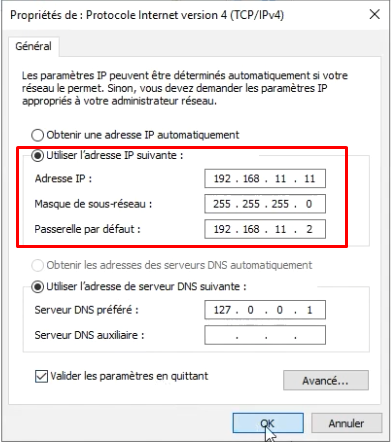 Propriétés de : Protocole Internet version 4 (TCP/IPv4)
Général
Les paramètres IP peuvent être déterminés automatiquement si votre
réseau le permet. Sinon, vous devez demander les paramètres IP
appropriés à votre administrateur réseau.
Obtenir une adresse IP automatiquement
Utiliser l'adresse IP suivante :
Adresse IP : 192 . 168 . 11 . 11
Masque de sous-réseau : 255 . 255 . 255 . 0
Passerelle par défaut : 192 . 168 . 11 . 2
Obtenir les adresses des serveurs DNS automatiquement
Utiliser l'adresse de serveur DNS suivante :
Serveur DNS préféré : 127 . 0 . 0 . 1
Serveur DNS auxiliaire : . . .
Valider les paramètres en quittant
Avancé...
OK Annuler